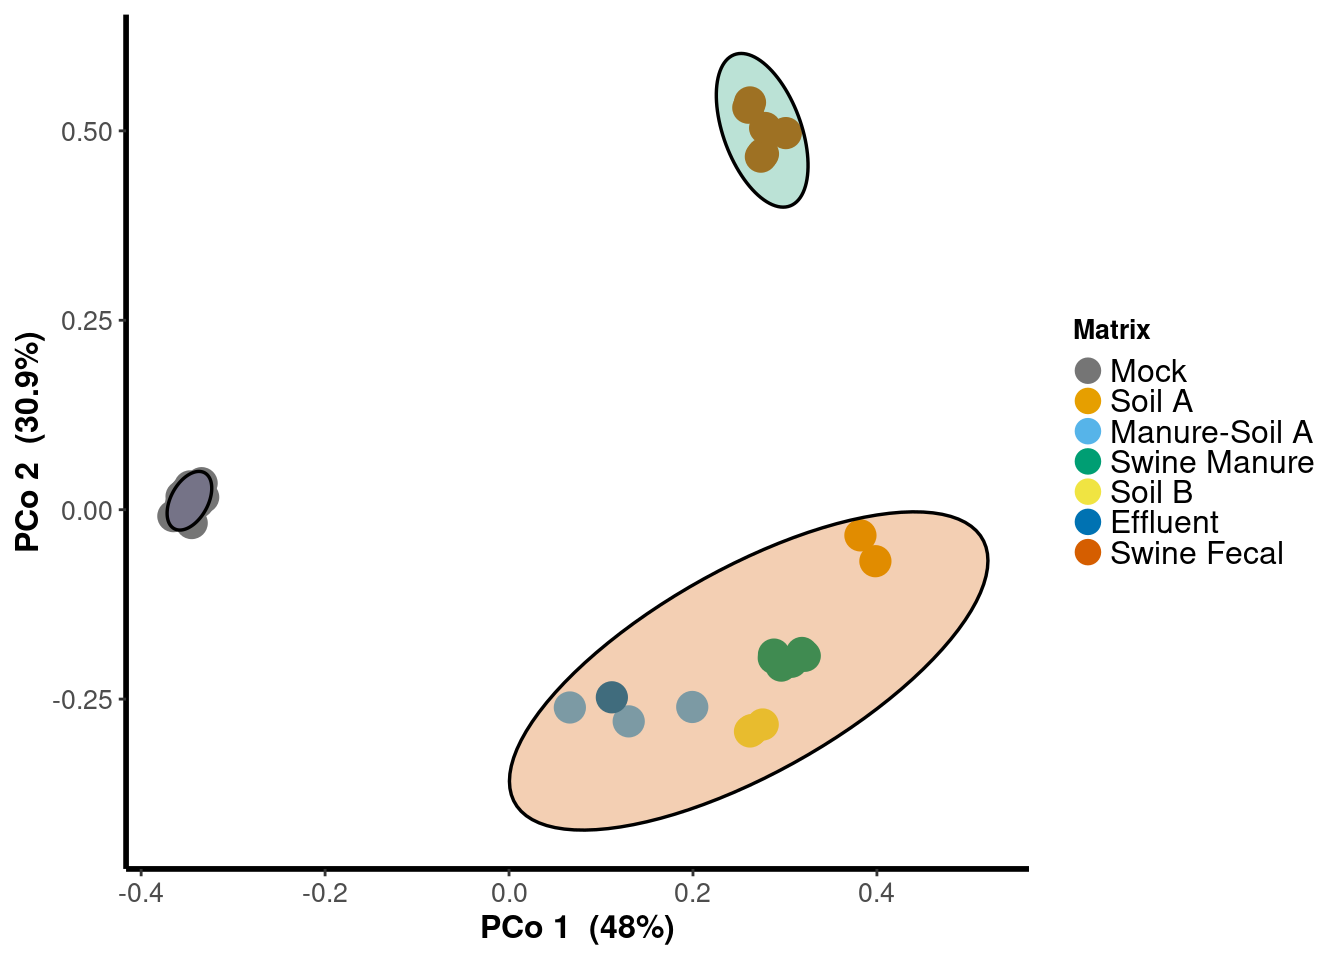 0.50
0.25
0.00
-0.25
PCo 2 (30.9%)
-0.4 -0.2 0.0 0.2 0.4
PCo 1 (48%)
Matrix
Mock
Soil A
Manure-Soil A
Swine Manure
Soil B
Effluent
Swine Fecal